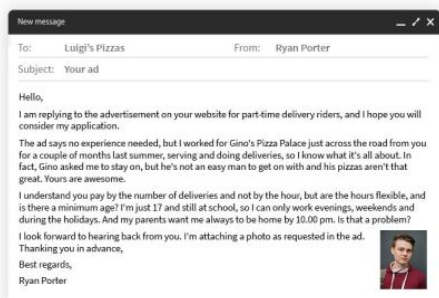 New message
To: Luigi's Pizzas From: Ryan Porter
Subject: Your ad
Hello,
I am replying to the advertisement on your website for part-time delivery riders, and I hope you will
consider my application.
The ad says no experience needed, but I worked for Gino's Pizza Palace just across the road from you
for a couple of months last summer, serving and doing deliveries, so I know what it's all about. In
fact, Gino asked me to stay on, but he's not an easy man to get on with and his pizzas aren't that
great. Yours are awesome.
I understand you pay by the number of deliveries and not by the hour, but are the hours flexible, and
is there a minimum age? I'm just 17 and still at school, so I can only work evenings, weekends and
during the holidays. And my parents want me always to be home by 10.00 pm. Is that a problem?
I look forward to hearing back from you. I'm attaching a photo as requested in the ad.
Thanking you in advance,
Best regards,
Ryan Porter